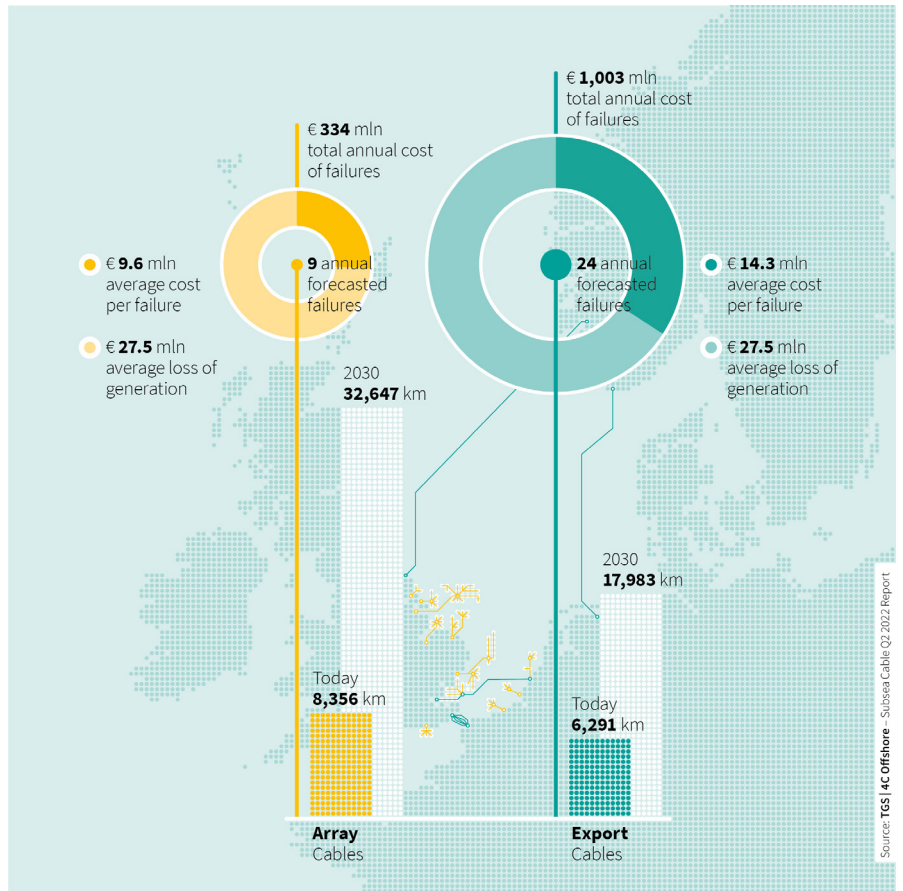 € 1,003 mln
total annual cost
of failures
€ 334 mln
total annual cost
of failures
€ 9.6 mln
average cost
per failure
9 annual
forecasted
failures
24 annual
forecasted
failures
€ 14.3 mln
average cost
per failure
€ 27.5 mln
average loss of
generation
€ 27.5 mln
average loss of
generation
2030
32,647 km
2030
17,983 km
Today
8,356 km
Today
6,291 km
Array
Cables
Export
Cables
Source: TGS | 4C Offshore – Subsea Cable Q2 2022 Report